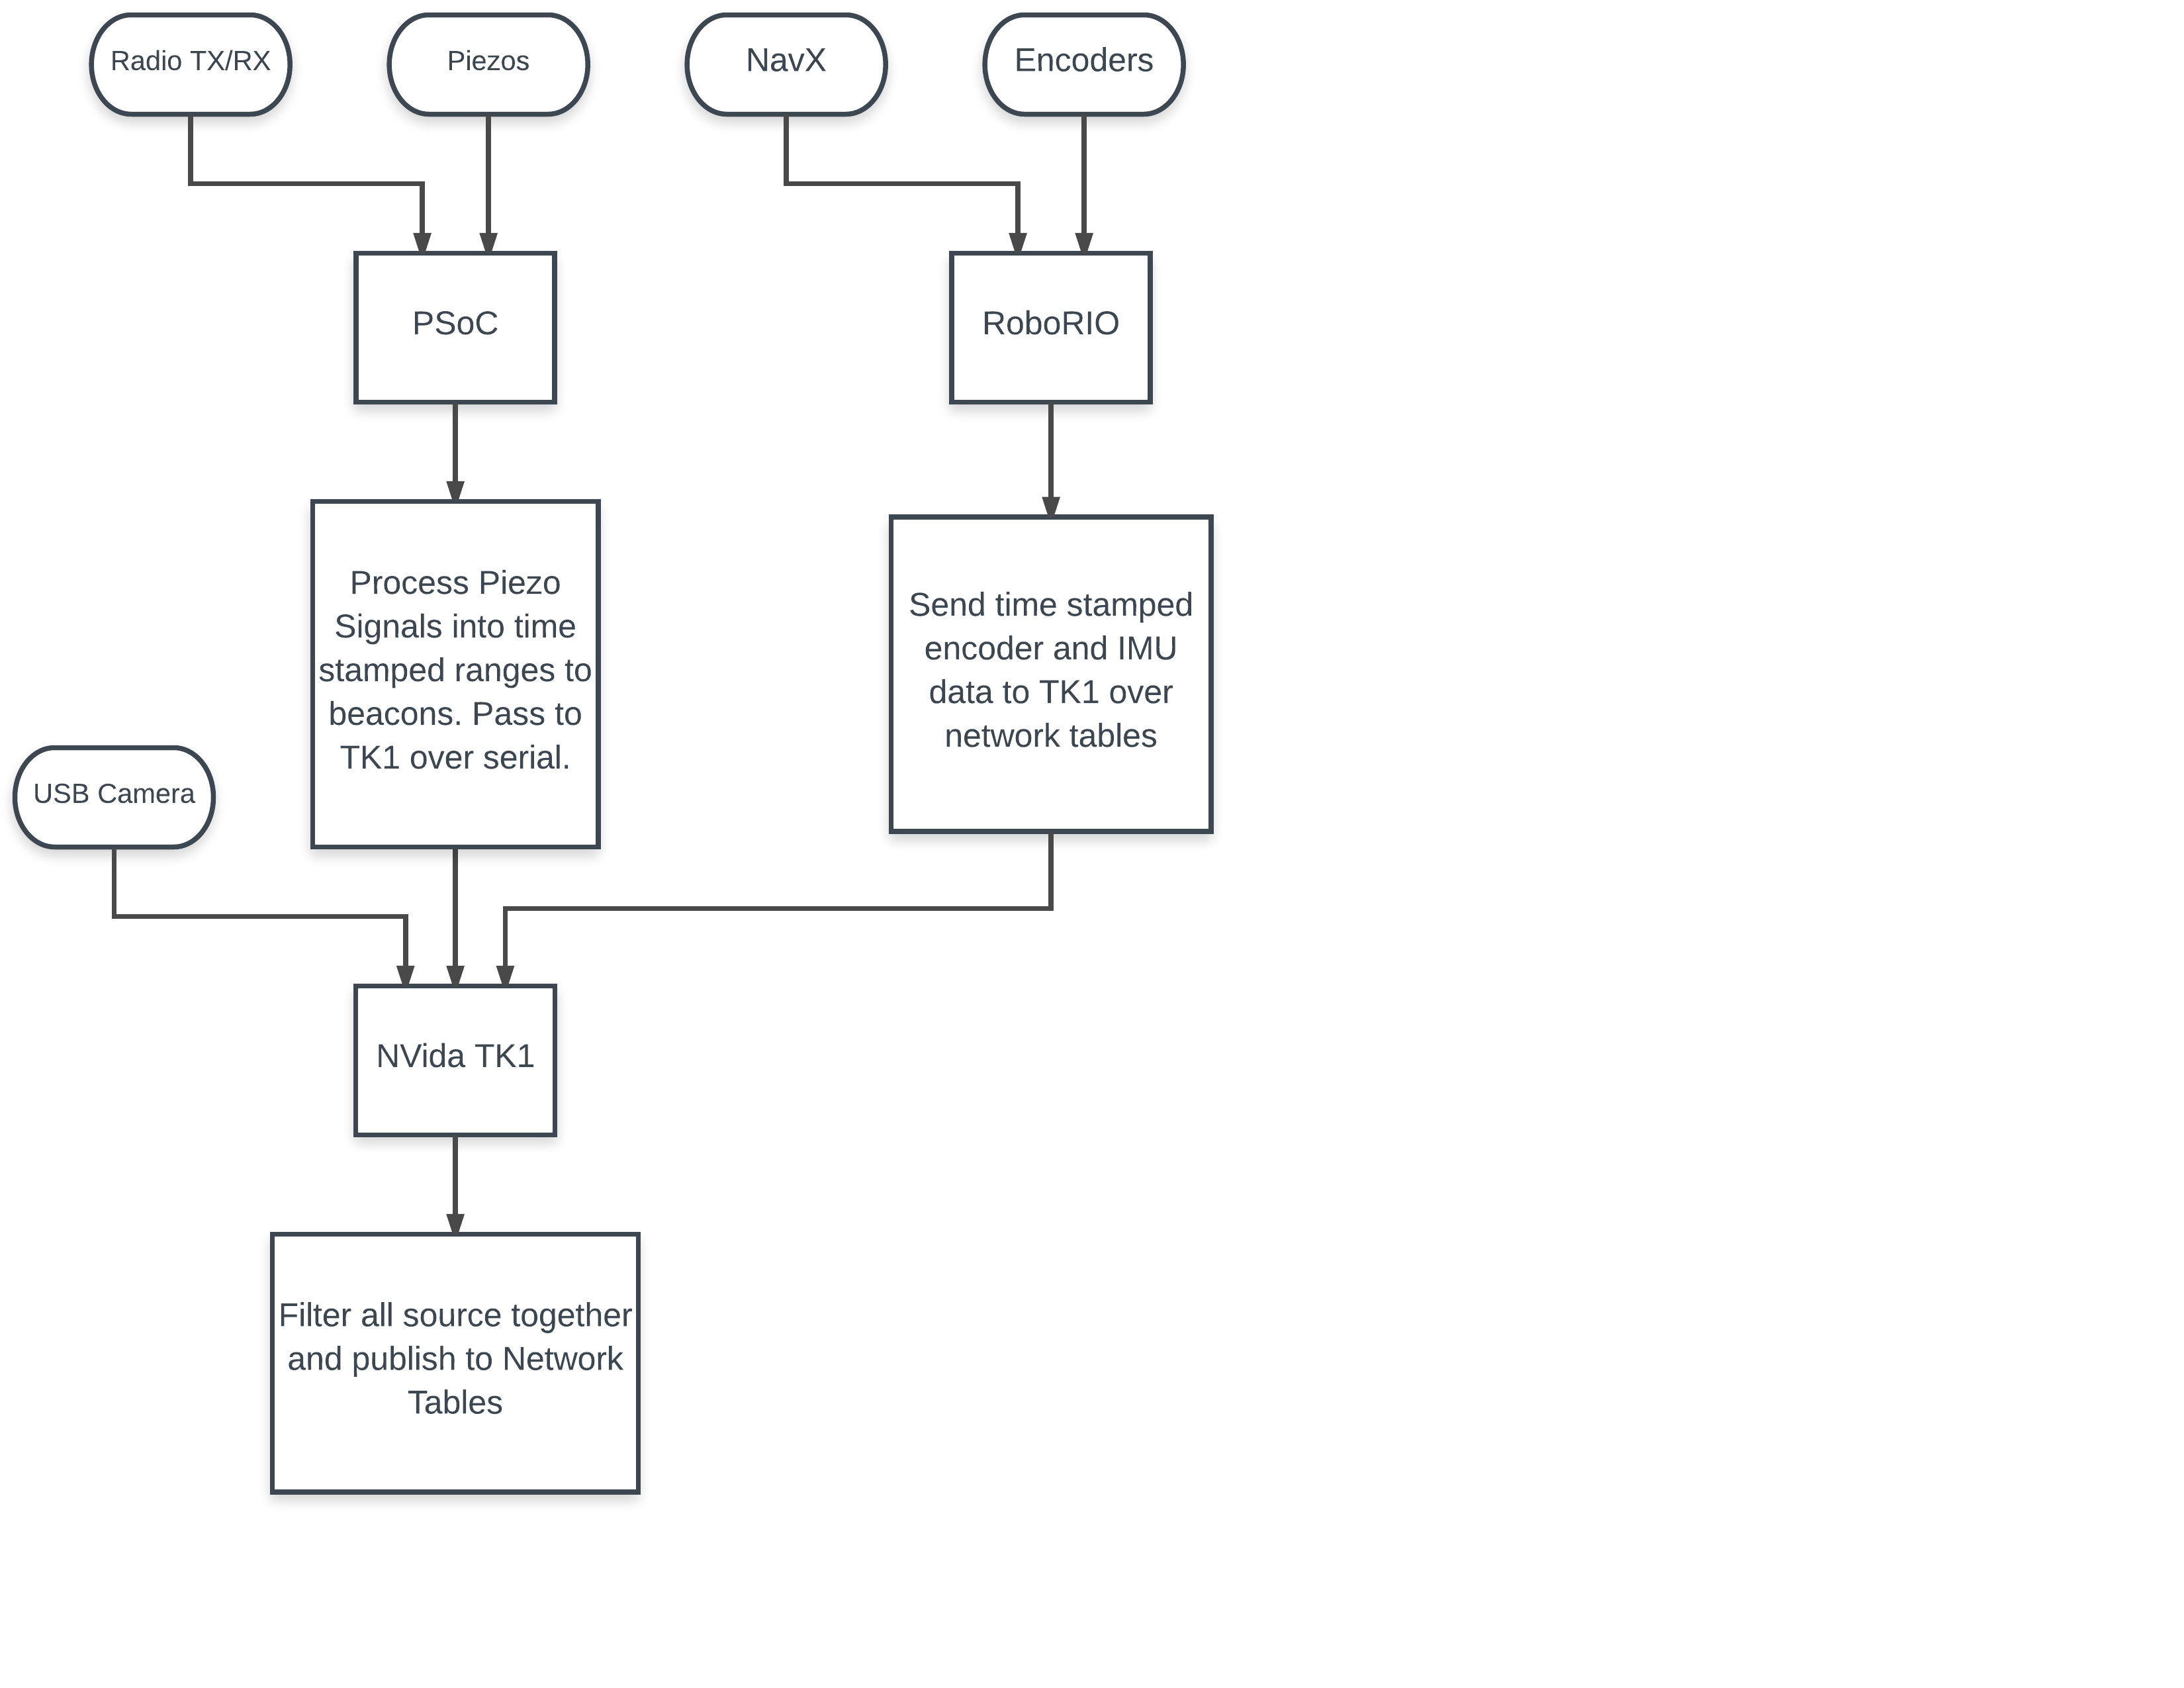 Radio TX/RX
Piezos
NavX
Encoders
PSoC
RoboRIO
Process Piezo
Signals into time
stamped ranges to
beacons. Pass to
TK1 over serial.
Send time stamped
encoder and IMU
data to TK1 over
network tables
USB Camera
NVida TK1
Filter all source together
and publish to Network
Tables